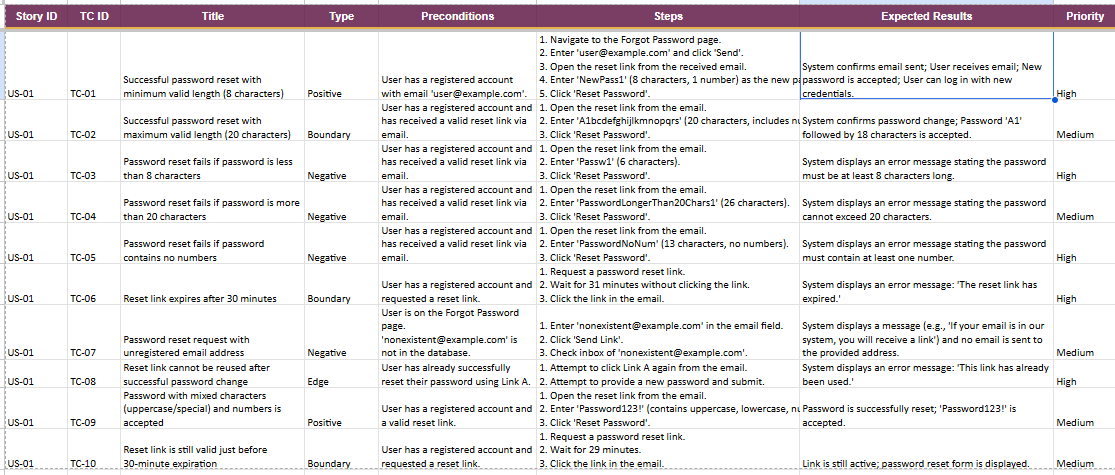 Story ID
TC ID
Title
Type
Preconditions
Steps
Expected Results
Priority
US-01
TC-01
Successful password reset with
minimum valid length (8 characters)
Positive
User has a registered account
with email 'user@example.com'.
1. Navigate to the Forgot Password page.
2. Enter 'user@example.com' and click 'Send'.
3. Open the reset link from the received email.
4. Enter 'NewPass1' (8 characters, 1 number) as the new pa
5. Click 'Reset Password'.
System confirms email sent; User receives email; New
password is accepted; User can log in with new
credentials.
High
US-01
TC-02
Successful password reset with
maximum valid length (20 characters)
Boundary
User has a registered account and
has received a valid reset link via
email.
1. Open the reset link from the email.
2. Enter 'A1bcdefghijlkmnopqrs' (20 characters, includes nu
3. Click 'Reset Password'.
System confirms password change; Password 'A1'
followed by 18 characters is accepted.
Medium
US-01
TC-03
Password reset fails if password is less
than 8 characters
Negative
User has a registered account and
has received a valid reset link via
email.
1. Open the reset link from the email.
2. Enter 'Passw1' (6 characters).
3. Click 'Reset Password'.
System displays an error message stating the password
must be at least 8 characters long.
High
US-01
TC-04
Password reset fails if password is more
than 20 characters
Negative
User has a registered account and
has received a valid reset link via
email.
1. Open the reset link from the email.
2. Enter 'PasswordLongerThan20Chars1' (26 characters).
3. Click 'Reset Password'.
System displays an error message stating the password
cannot exceed 20 characters.
Medium
US-01
TC-05
Password reset fails if password
contains no numbers
Negative
User has a registered account and
has received a valid reset link via
email.
1. Open the reset link from the email.
2. Enter 'PasswordNoNum' (13 characters, no numbers).
3. Click 'Reset Password'.
System displays an error message stating the password
must contain at least one number.
High
US-01
TC-06
Reset link expires after 30 minutes
Boundary
User has a registered account and
requested a reset link.
1. Request a password reset link.
2. Wait for 31 minutes without clicking the link.
3. Click the link in the email.
System displays an error message: 'The reset link has
expired.'
High
US-01
TC-07
Password reset request with
unregistered email address
Negative
User is on the Forgot Password
page.
'nonexistent@example.com' is
not in the database.
1. Enter 'nonexistent@example.com' in the email field.
2. Click 'Send Link'.
3. Check inbox of 'nonexistent@example.com'.
System displays a message (e.g., 'If your email is in our
system, you will receive a link') and no email is sent to
the provided address.
Medium
US-01
TC-08
Reset link cannot be reused after
successful password change
Edge
User has already successfully
reset their password using Link A.
1. Attempt to click Link A again from the email.
2. Attempt to provide a new password and submit.
System displays an error message: 'This link has already
been used.'
High
US-01
TC-09
Password with mixed characters
(uppercase/special) and numbers is
accepted
Positive
User has a registered account and
a valid reset link.
1. Open the reset link from the email.
2. Enter 'Password123!' (contains uppercase, lowercase, nu
3. Click 'Reset Password'.
Password is successfully reset; 'Password123!' is
accepted.
Medium
US-01
TC-10
Reset link is still valid just before
30-minute expiration
Boundary
User has a registered account and
requested a reset link.
1. Request a password reset link.
2. Wait for 29 minutes.
3. Click the link in the email.
Link is still active; password reset form is displayed.
Medium